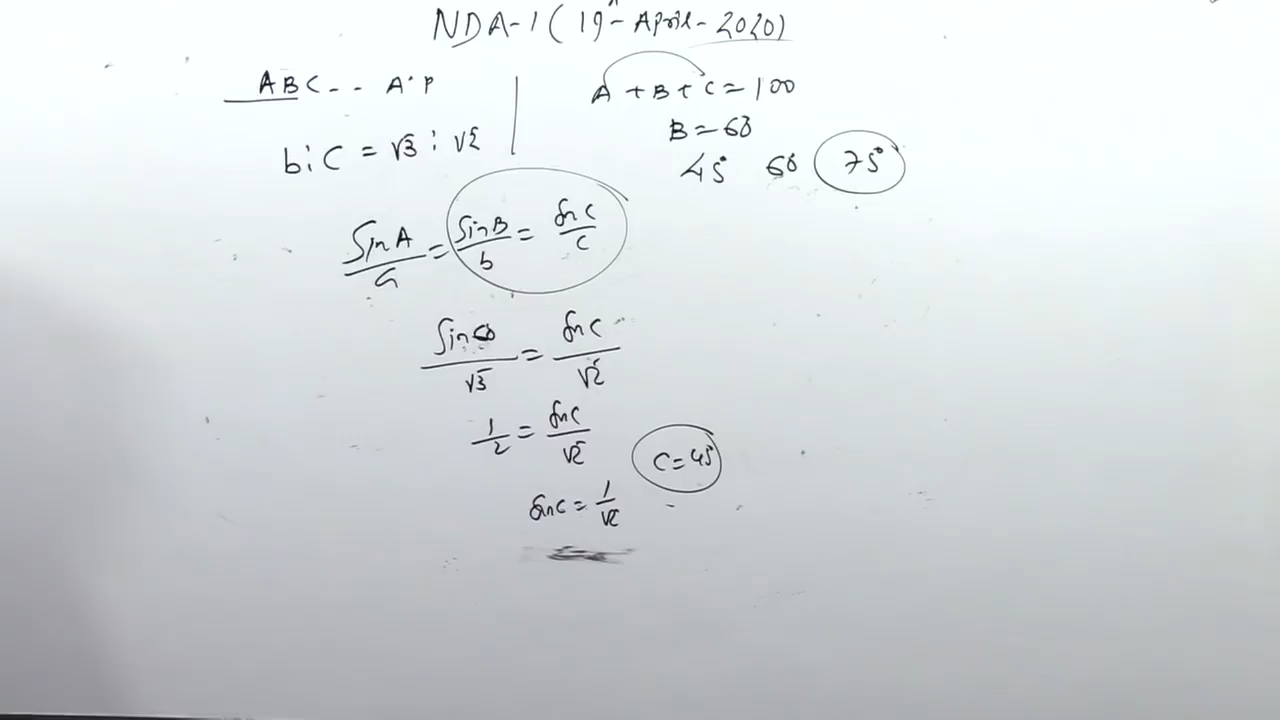 NDA-1 (19th-April-2020)
ABC -- A.P
b:C = √3 : √2
A + B + C = 180
B = 60
45° 60 75°
SinA/a = SinB/b = SinC/c
Sin60/√3 = SinC/√2
1/2 = SinC/√2
C = 45
SinC = 1/√2